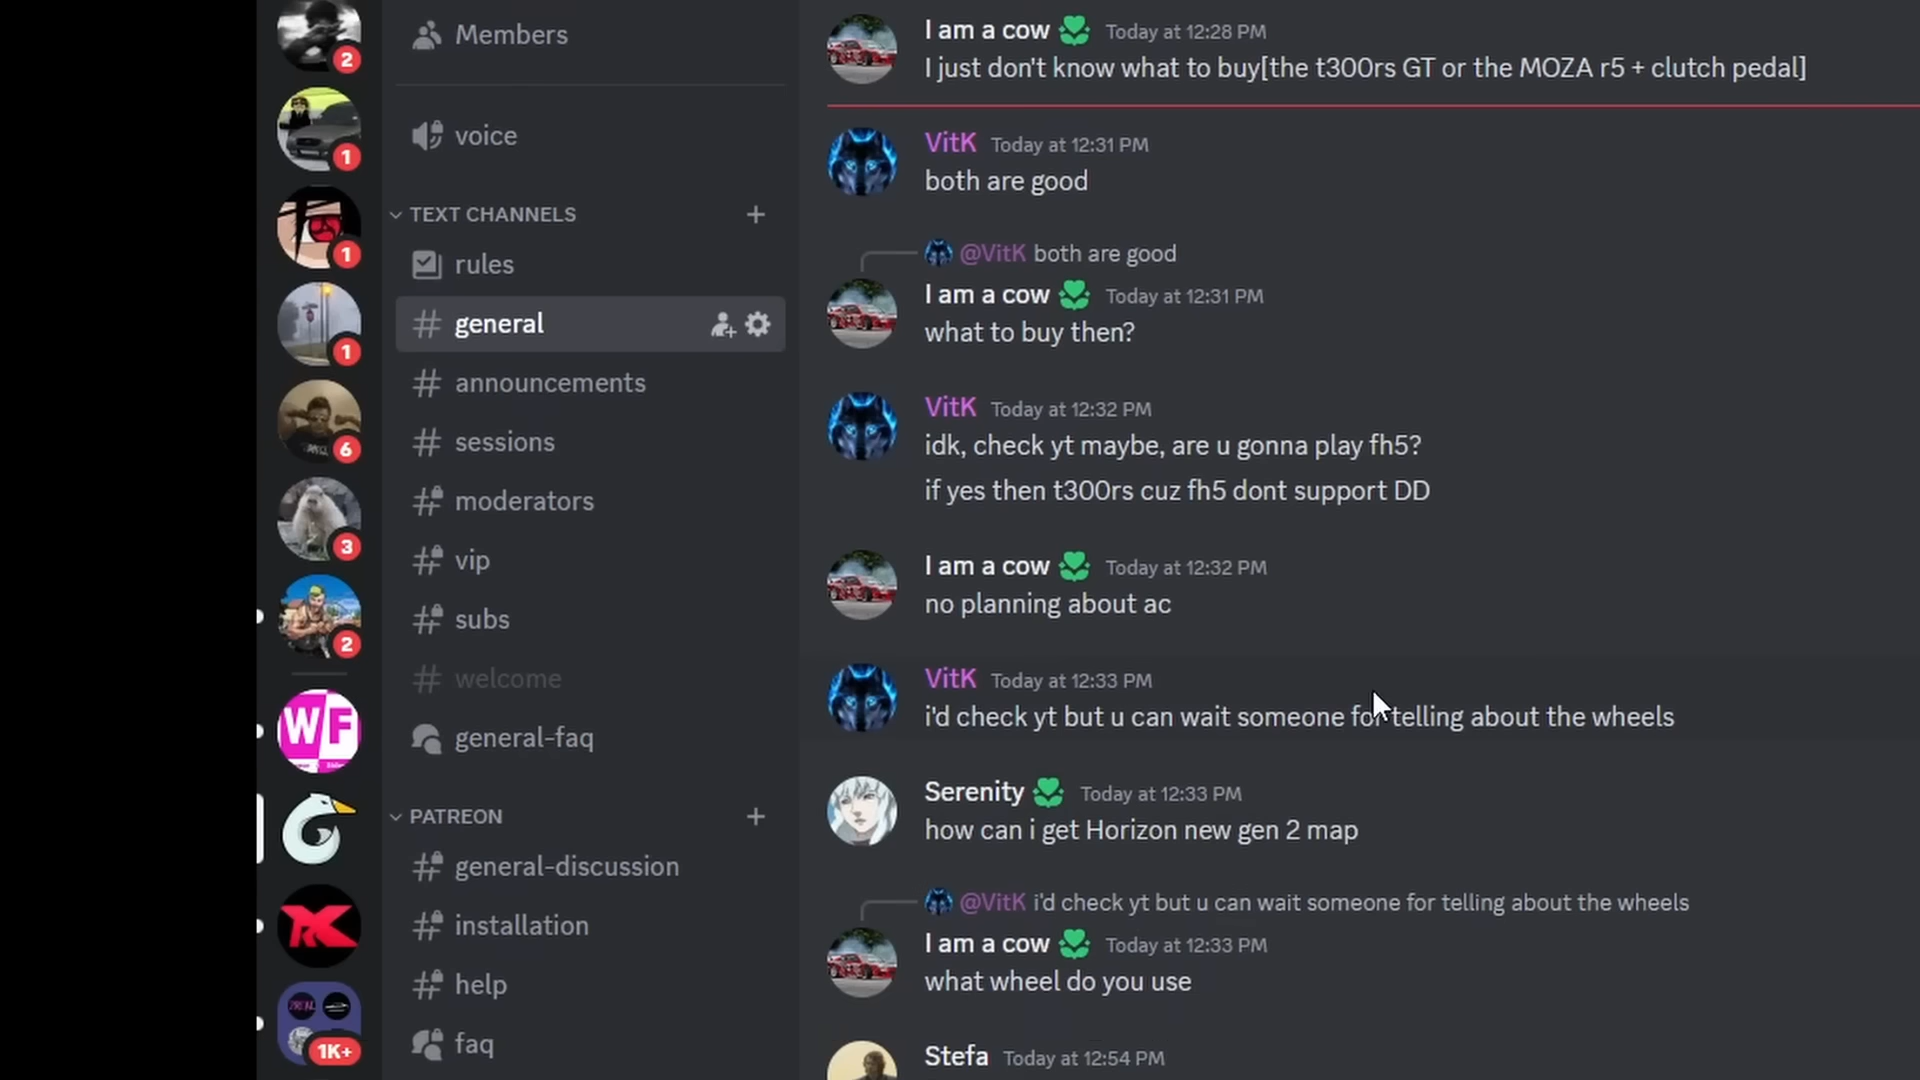 2
1
1
1
6
3
2
WF
1K+
Members
voice
TEXT CHANNELS
rules
general
announcements
sessions
moderators
vip
subs
welcome
general-faq
PATREON
general-discussion
installation
help
faq
I am a cow Today at 12:28 PM
I just don't know what to buy[the t300rs GT or the MOZA r5 + clutch pedal]
VitK Today at 12:31 PM
both are good
@VitK both are good
I am a cow Today at 12:31 PM
what to buy then?
VitK Today at 12:32 PM
idk, check yt maybe, are u gonna play fh5?
if yes then t300rs cuz fh5 dont support DD
I am a cow Today at 12:32 PM
no planning about ac
VitK Today at 12:33 PM
i'd check yt but u can wait someone for telling about the wheels
Serenity Today at 12:33 PM
how can i get Horizon new gen 2 map
@VitK i'd check yt but u can wait someone for telling about the wheels
I am a cow Today at 12:33 PM
what wheel do you use
Stefa Today at 12:54 PM